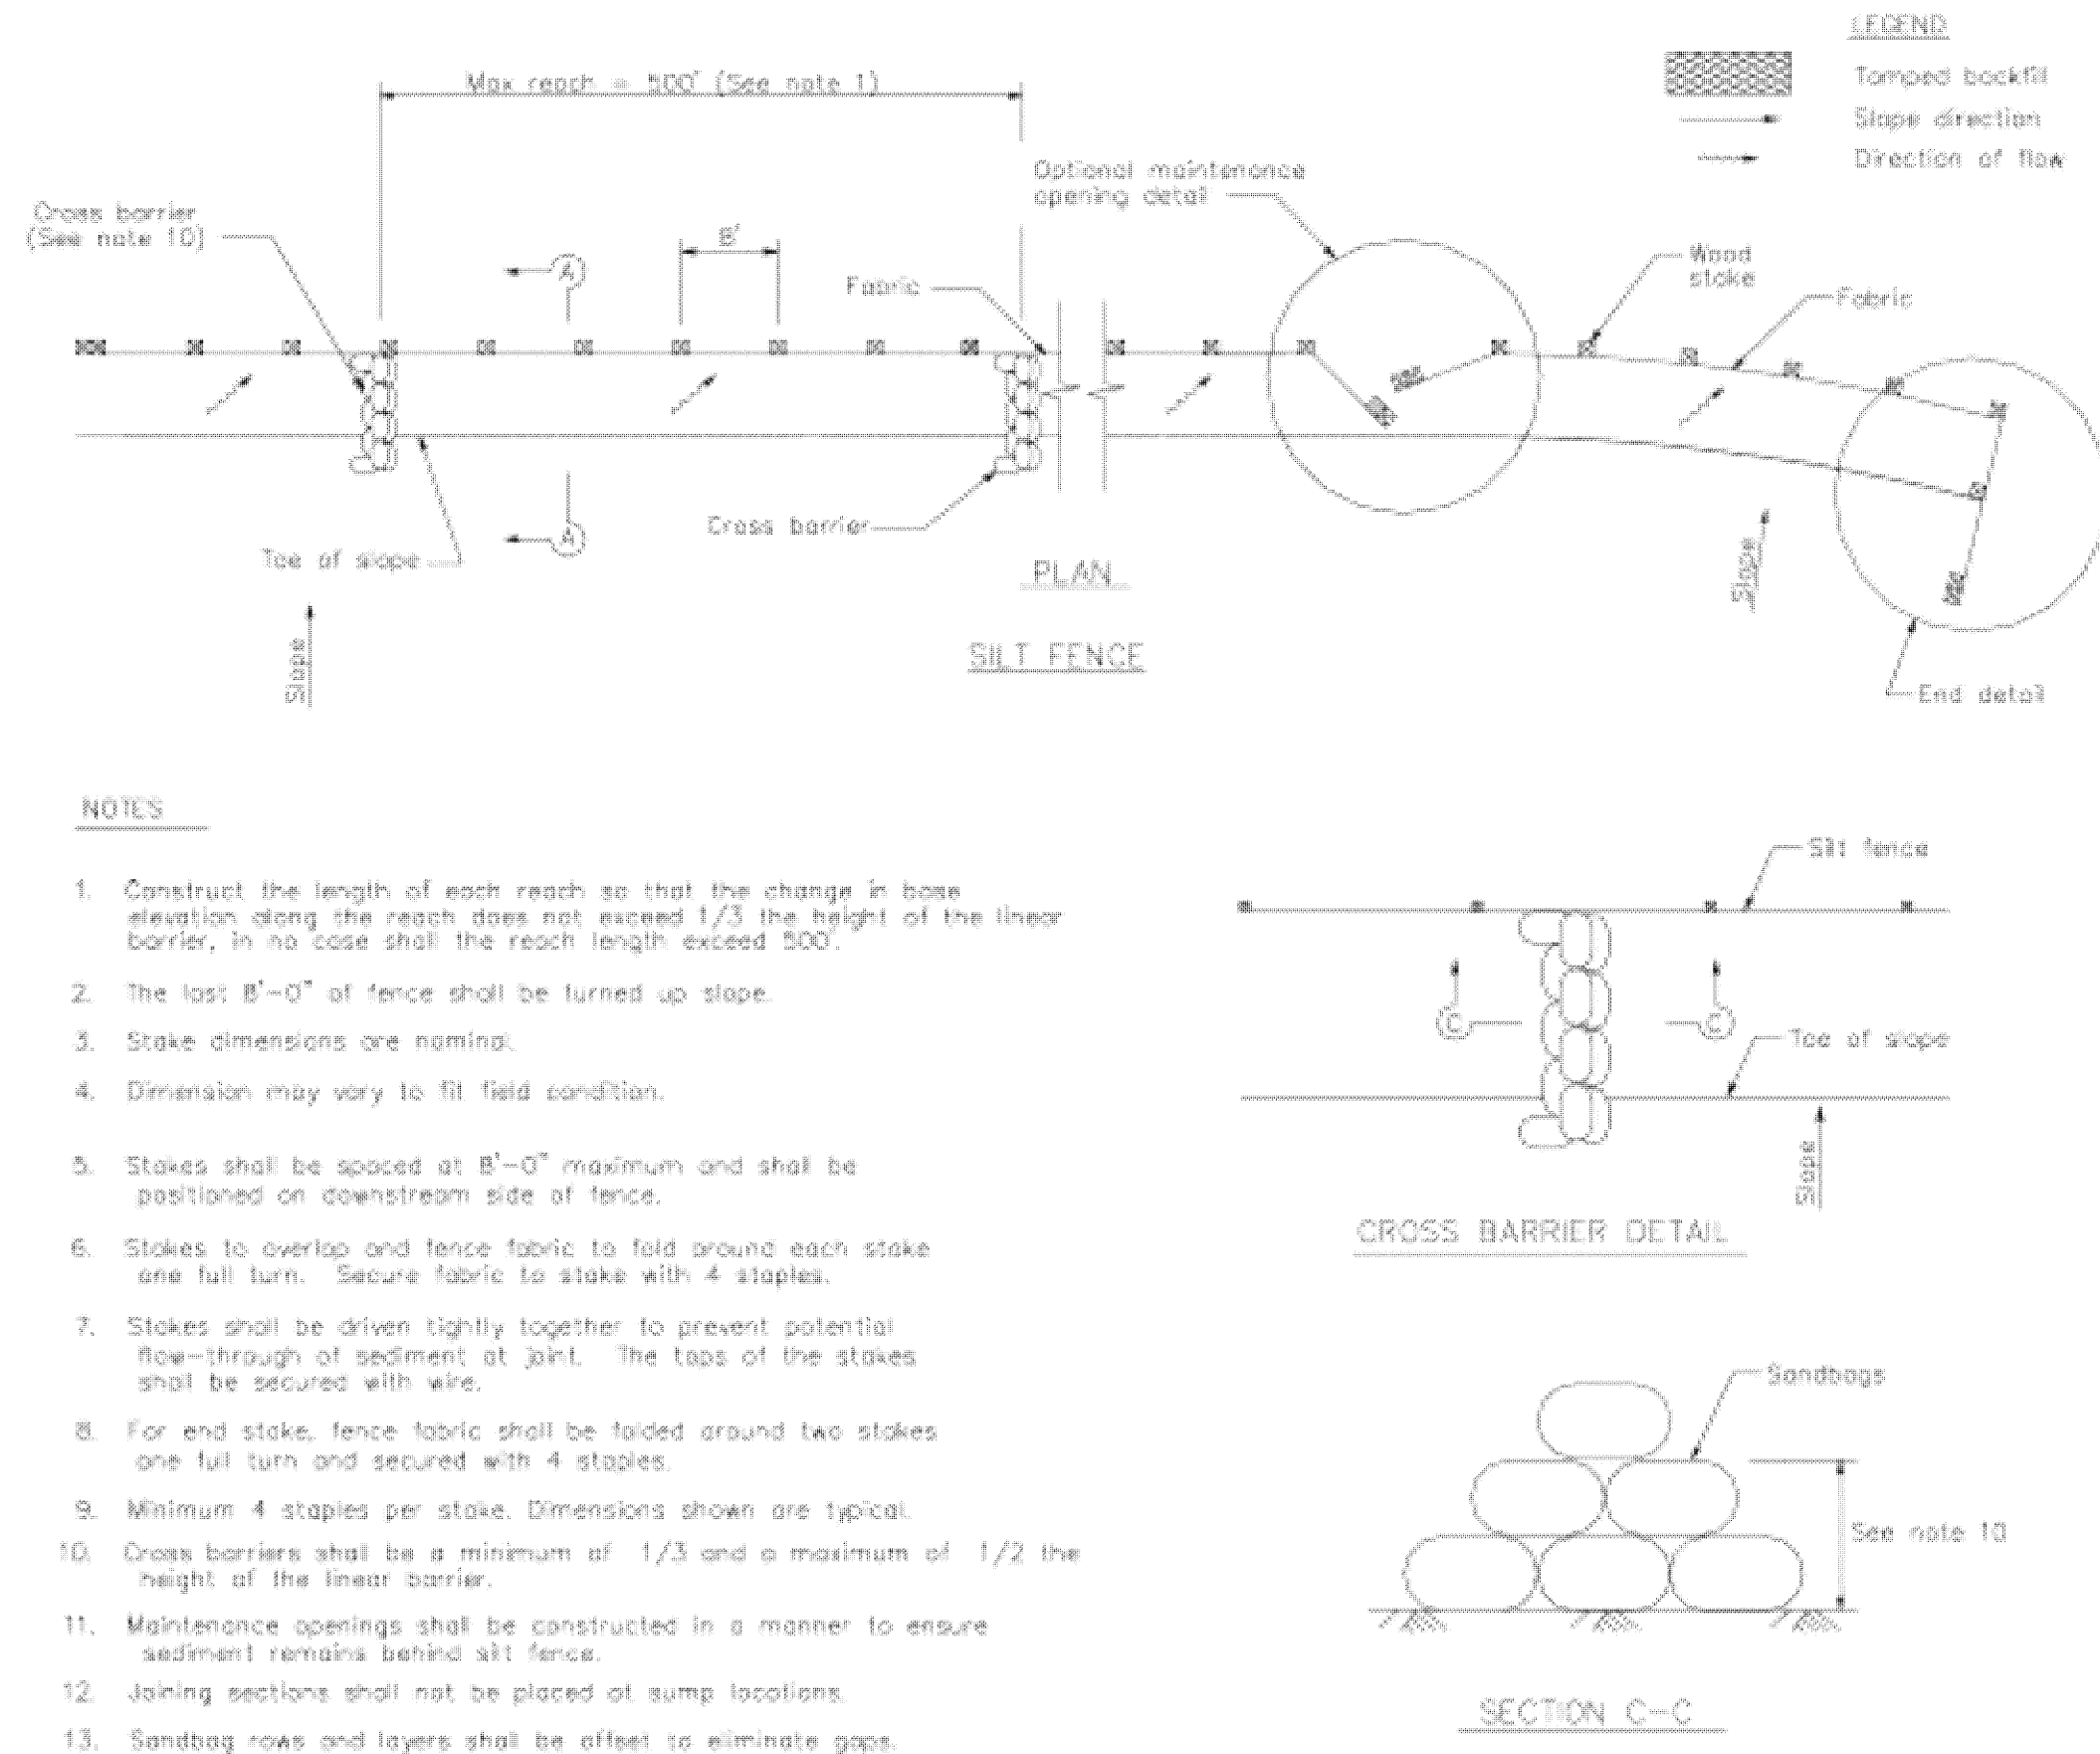 LEGEND
Tamped backfill
Slope direction
Direction of flow
Max reach = 500' (See note 1)
Optional maintenance
opening detail
Cross barrier
(See note 10)
A
Fabric
Wood
stake
Fabric
Cross barrier
A
Toe of slope
PLAN
SILT FENCE
Slope
Slope
End detail
NOTES
1. Construct the length of each reach so that the change in base
elevation along the reach does not exceed 1/3 the height of the linear
barrier, in no case shall the reach length exceed 500'.
2. The last 8'-0" of fence shall be turned up slope.
3. Stake dimensions are nominal.
4. Dimension may vary to fit field condition.
5. Stakes shall be spaced at 8'-0" maximum and shall be
positioned on downstream side of fence.
6. Stakes to overlap and fence fabric to fold around each stake
one full turn. Secure fabric to stake with 4 staples.
7. Stakes shall be driven tightly together to prevent potential
flow-through of sediment at joint. The tops of the stakes
shall be secured with wire.
8. For end stake, fence fabric shall be folded around two stakes
one full turn and secured with 4 staples.
9. Minimum 4 staples per stake. Dimensions shown are typical.
10. Cross barriers shall be a minimum of 1/3 and a maximum of 1/2 the
height of the linear barrier.
11. Maintenance openings shall be constructed in a manner to ensure
sediment remains behind silt fence.
12. Joining sections shall not be placed at sump locations.
13. Sandbag rows and layers shall be offset to eliminate gaps.
Silt fence
C
C
Toe of slope
Slope
CROSS BARRIER DETAIL
Sandbags
See note 10
SECTION C-C